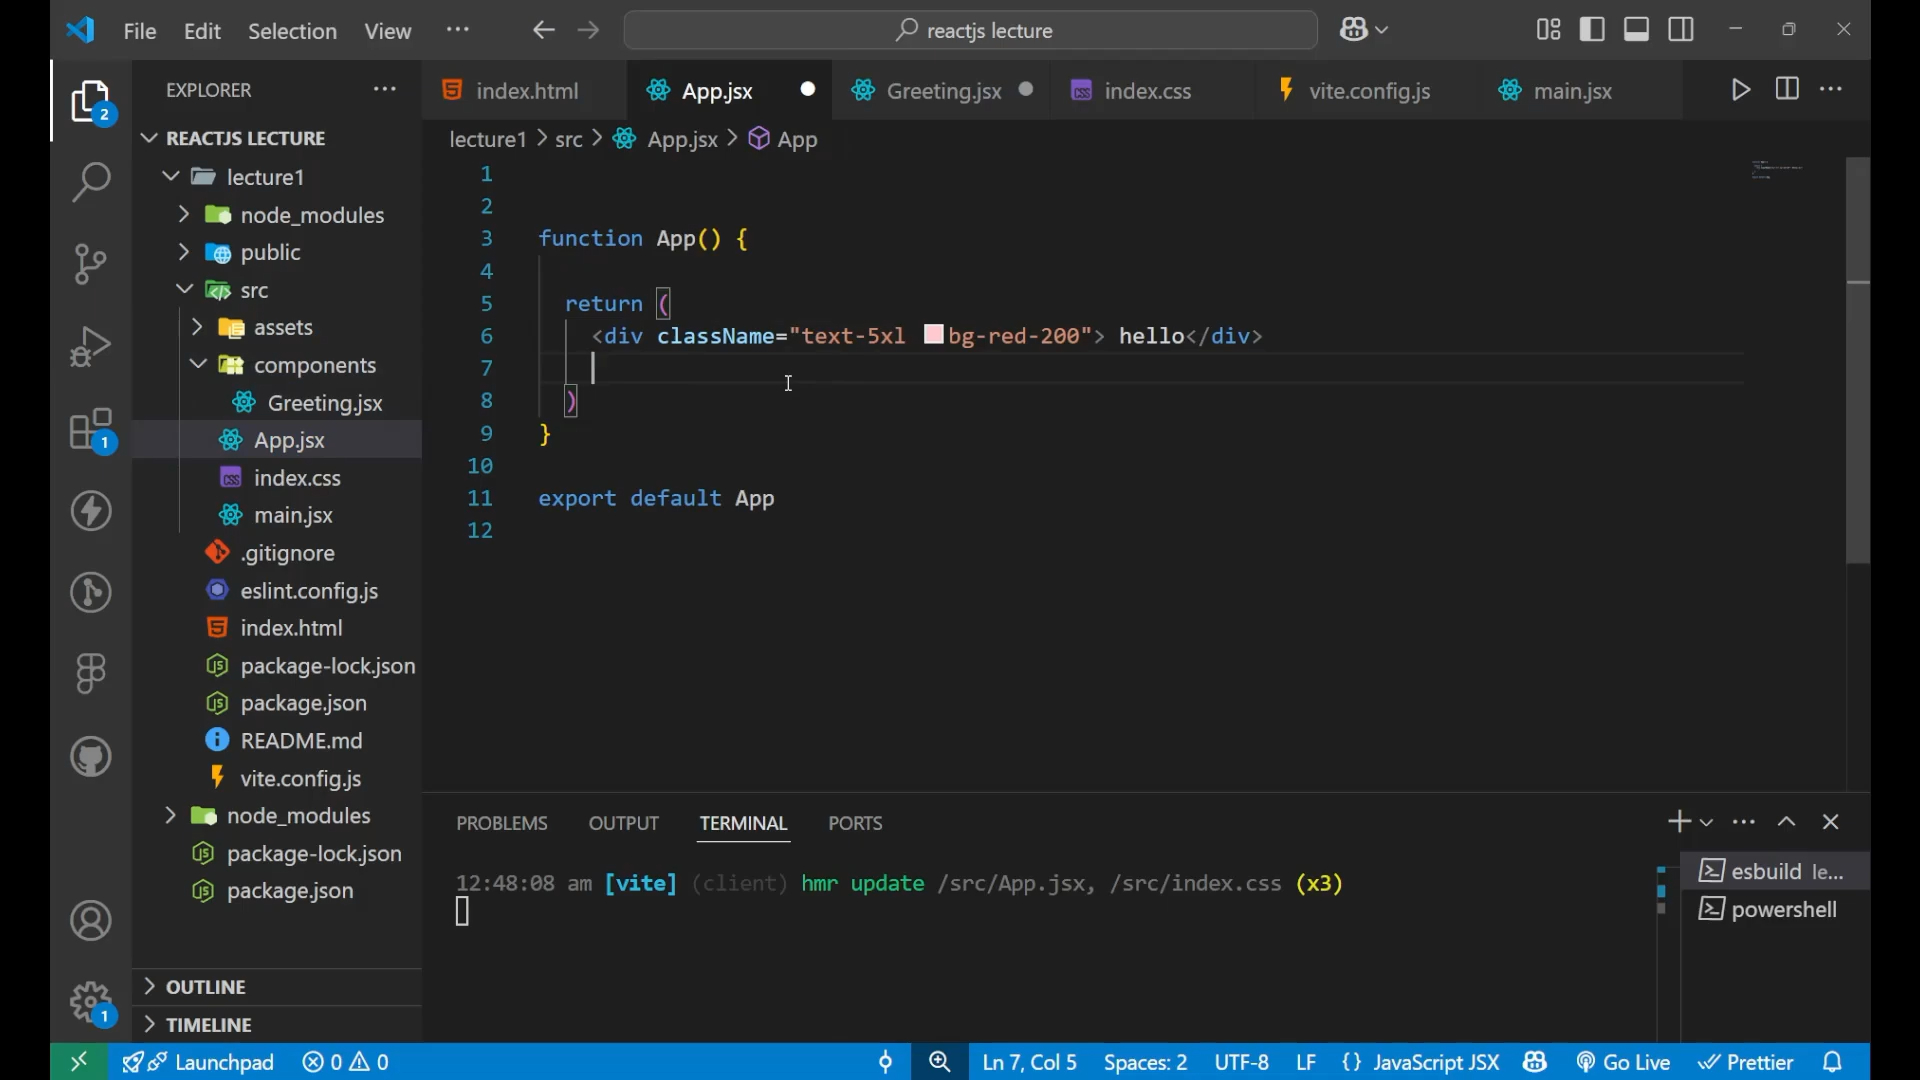 File Edit Selection View ··· reactjs lecture
EXPLORER ···
2
REACTJS LECTURE
lecture1
node_modules
public
src
assets
components
Greeting.jsx
App.jsx
index.css
main.jsx
.gitignore
eslint.config.js
index.html
package-lock.json
package.json
README.md
vite.config.js
node_modules
package-lock.json
package.json
OUTLINE
TIMELINE
1
1
index.html App.jsx Greeting.jsx index.css vite.config.js main.jsx ···
lecture1 > src > App.jsx > App
1
2
3 function App() {
4
5 return (
6 <div className="text-5xl bg-red-200"> hello</div>
7
8 )
9 }
10
11 export default App
12
PROBLEMS OUTPUT TERMINAL PORTS
12:48:08 am [vite] (client) hmr update /src/App.jsx, /src/index.css (x3)
esbuild le...
powershell
Launchpad 0 0 Ln 7, Col 5 Spaces: 2 UTF-8 LF {} JavaScript JSX Go Live Prettier